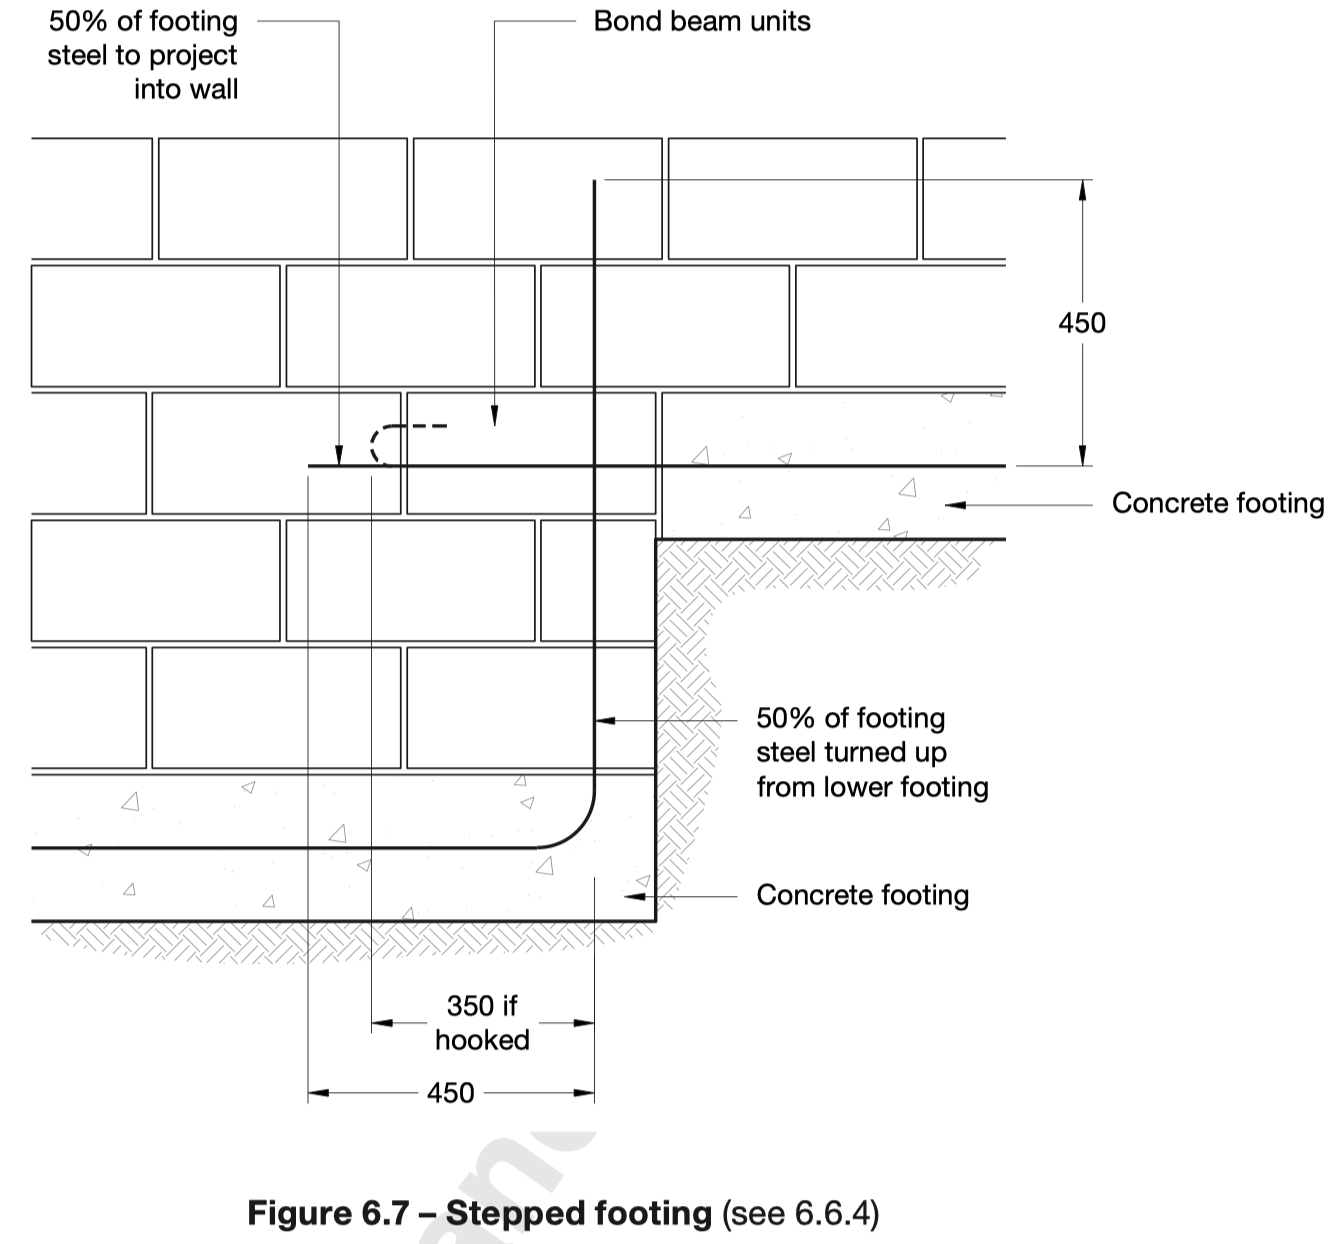 50% of footing
steel to project
into wall
Bond beam units
450
Concrete footing
50% of footing
steel turned up
from lower footing
Concrete footing
350 if
hooked
450
Figure 6.7 – Stepped footing (see 6.6.4)